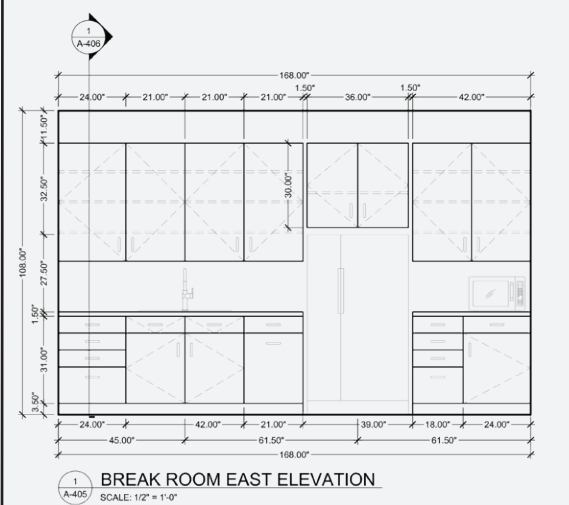 1
A-406
168.00"
1.50" 1.50"
24.00" 21.00" 21.00" 21.00" 36.00" 42.00"
11.50"
32.50"
30.00"
108.00"
27.50"
1.50"
31.00"
3.50"
24.00" 42.00" 21.00" 39.00" 18.00" 24.00"
45.00" 61.50" 61.50"
168.00"
1
A-405
BREAK ROOM EAST ELEVATION
SCALE: 1/2" = 1'-0"